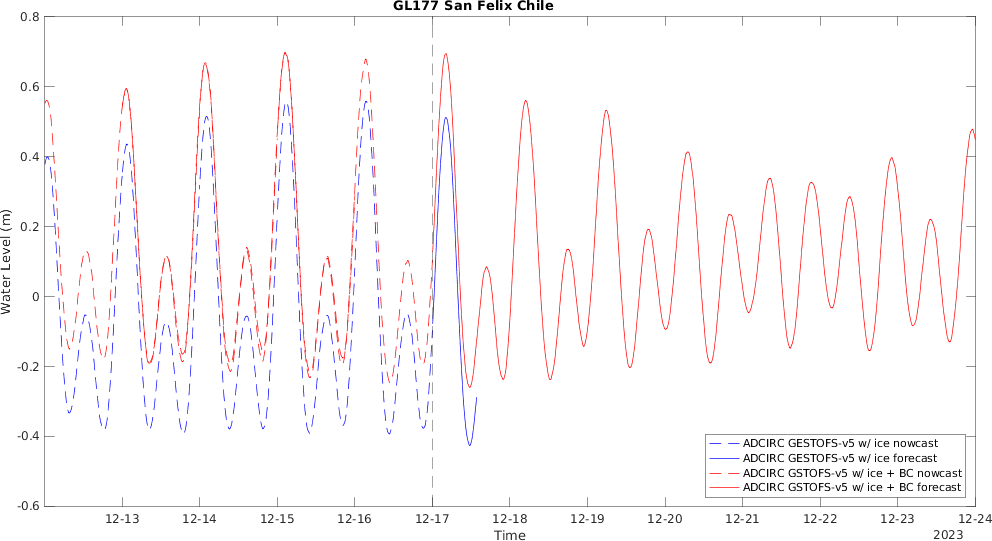 GL177 San Felix Chile
0.8
0.6
0.4
0.2
0
-0.2
-0.4
-0.6
Water Level (m)
ADCIRC GESTOFS-v5 w/ ice nowcast
ADCIRC GESTOFS-v5 w/ ice forecast
ADCIRC GSTOFS-v5 w/ ice + BC nowcast
ADCIRC GSTOFS-v5 w/ ice + BC forecast
12-13 12-14 12-15 12-16 12-17 12-18 12-19 12-20 12-21 12-22 12-23 12-24
Time
2023